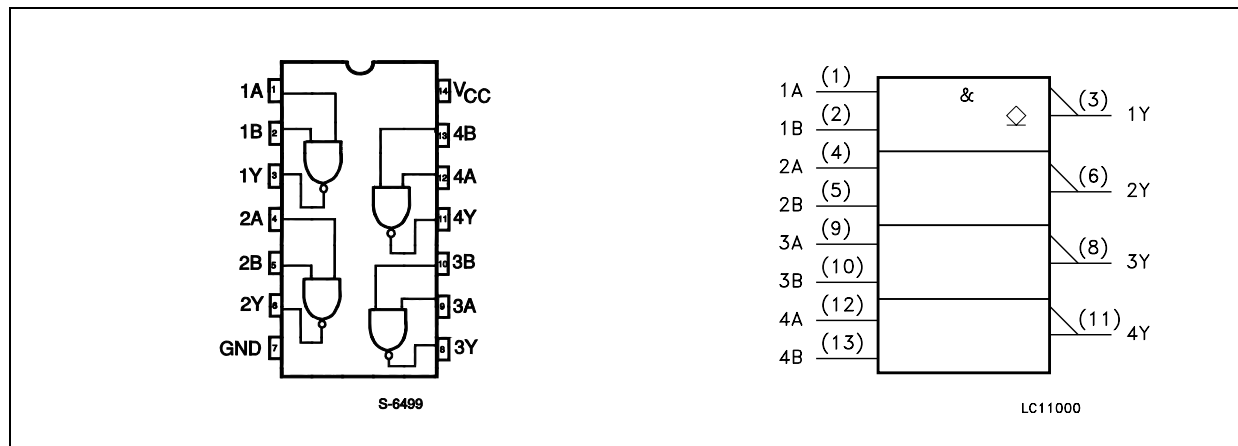 1A 1 14 VCC
1B 2 13 4B
1Y 3 12 4A
2A 4 11 4Y
2B 5 10 3B
2Y 6 9 3A
GND 7 8 3Y
S-6499
1A (1)
1B (2)
2A (4)
2B (5)
3A (9)
3B (10)
4A (12)
4B (13)
&
(3) 1Y
(6) 2Y
(8) 3Y
(11) 4Y
LC11000